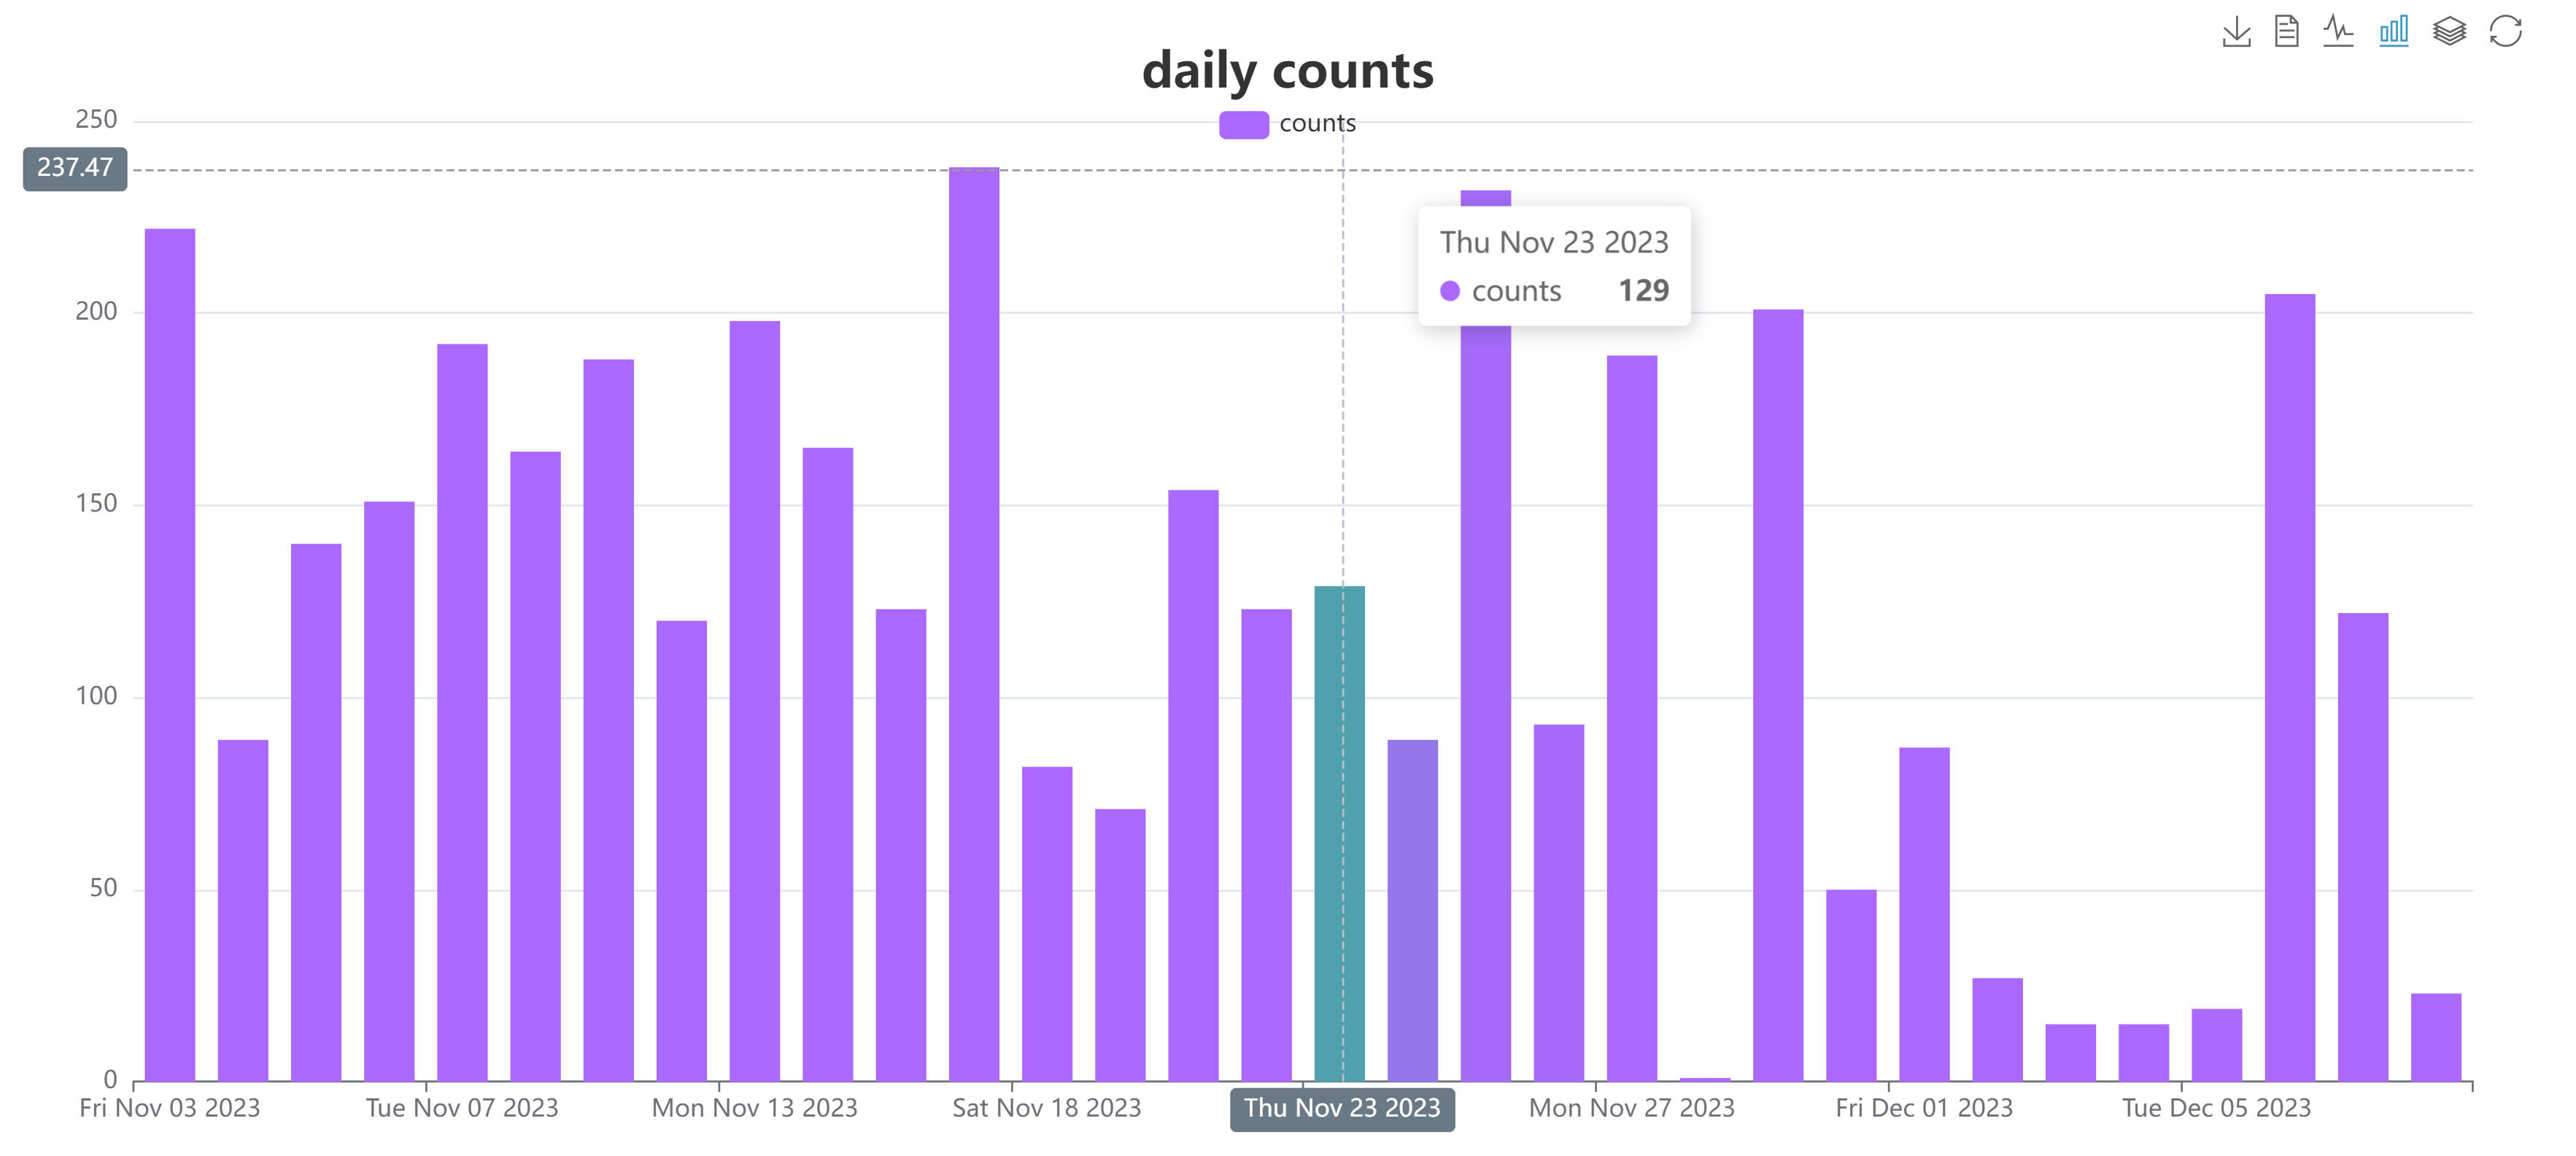 daily counts
counts
250
237.47
200
150
100
50
0
Thu Nov 23 2023
counts 129
Fri Nov 03 2023
Tue Nov 07 2023
Mon Nov 13 2023
Sat Nov 18 2023
Thu Nov 23 2023
Mon Nov 27 2023
Fri Dec 01 2023
Tue Dec 05 2023